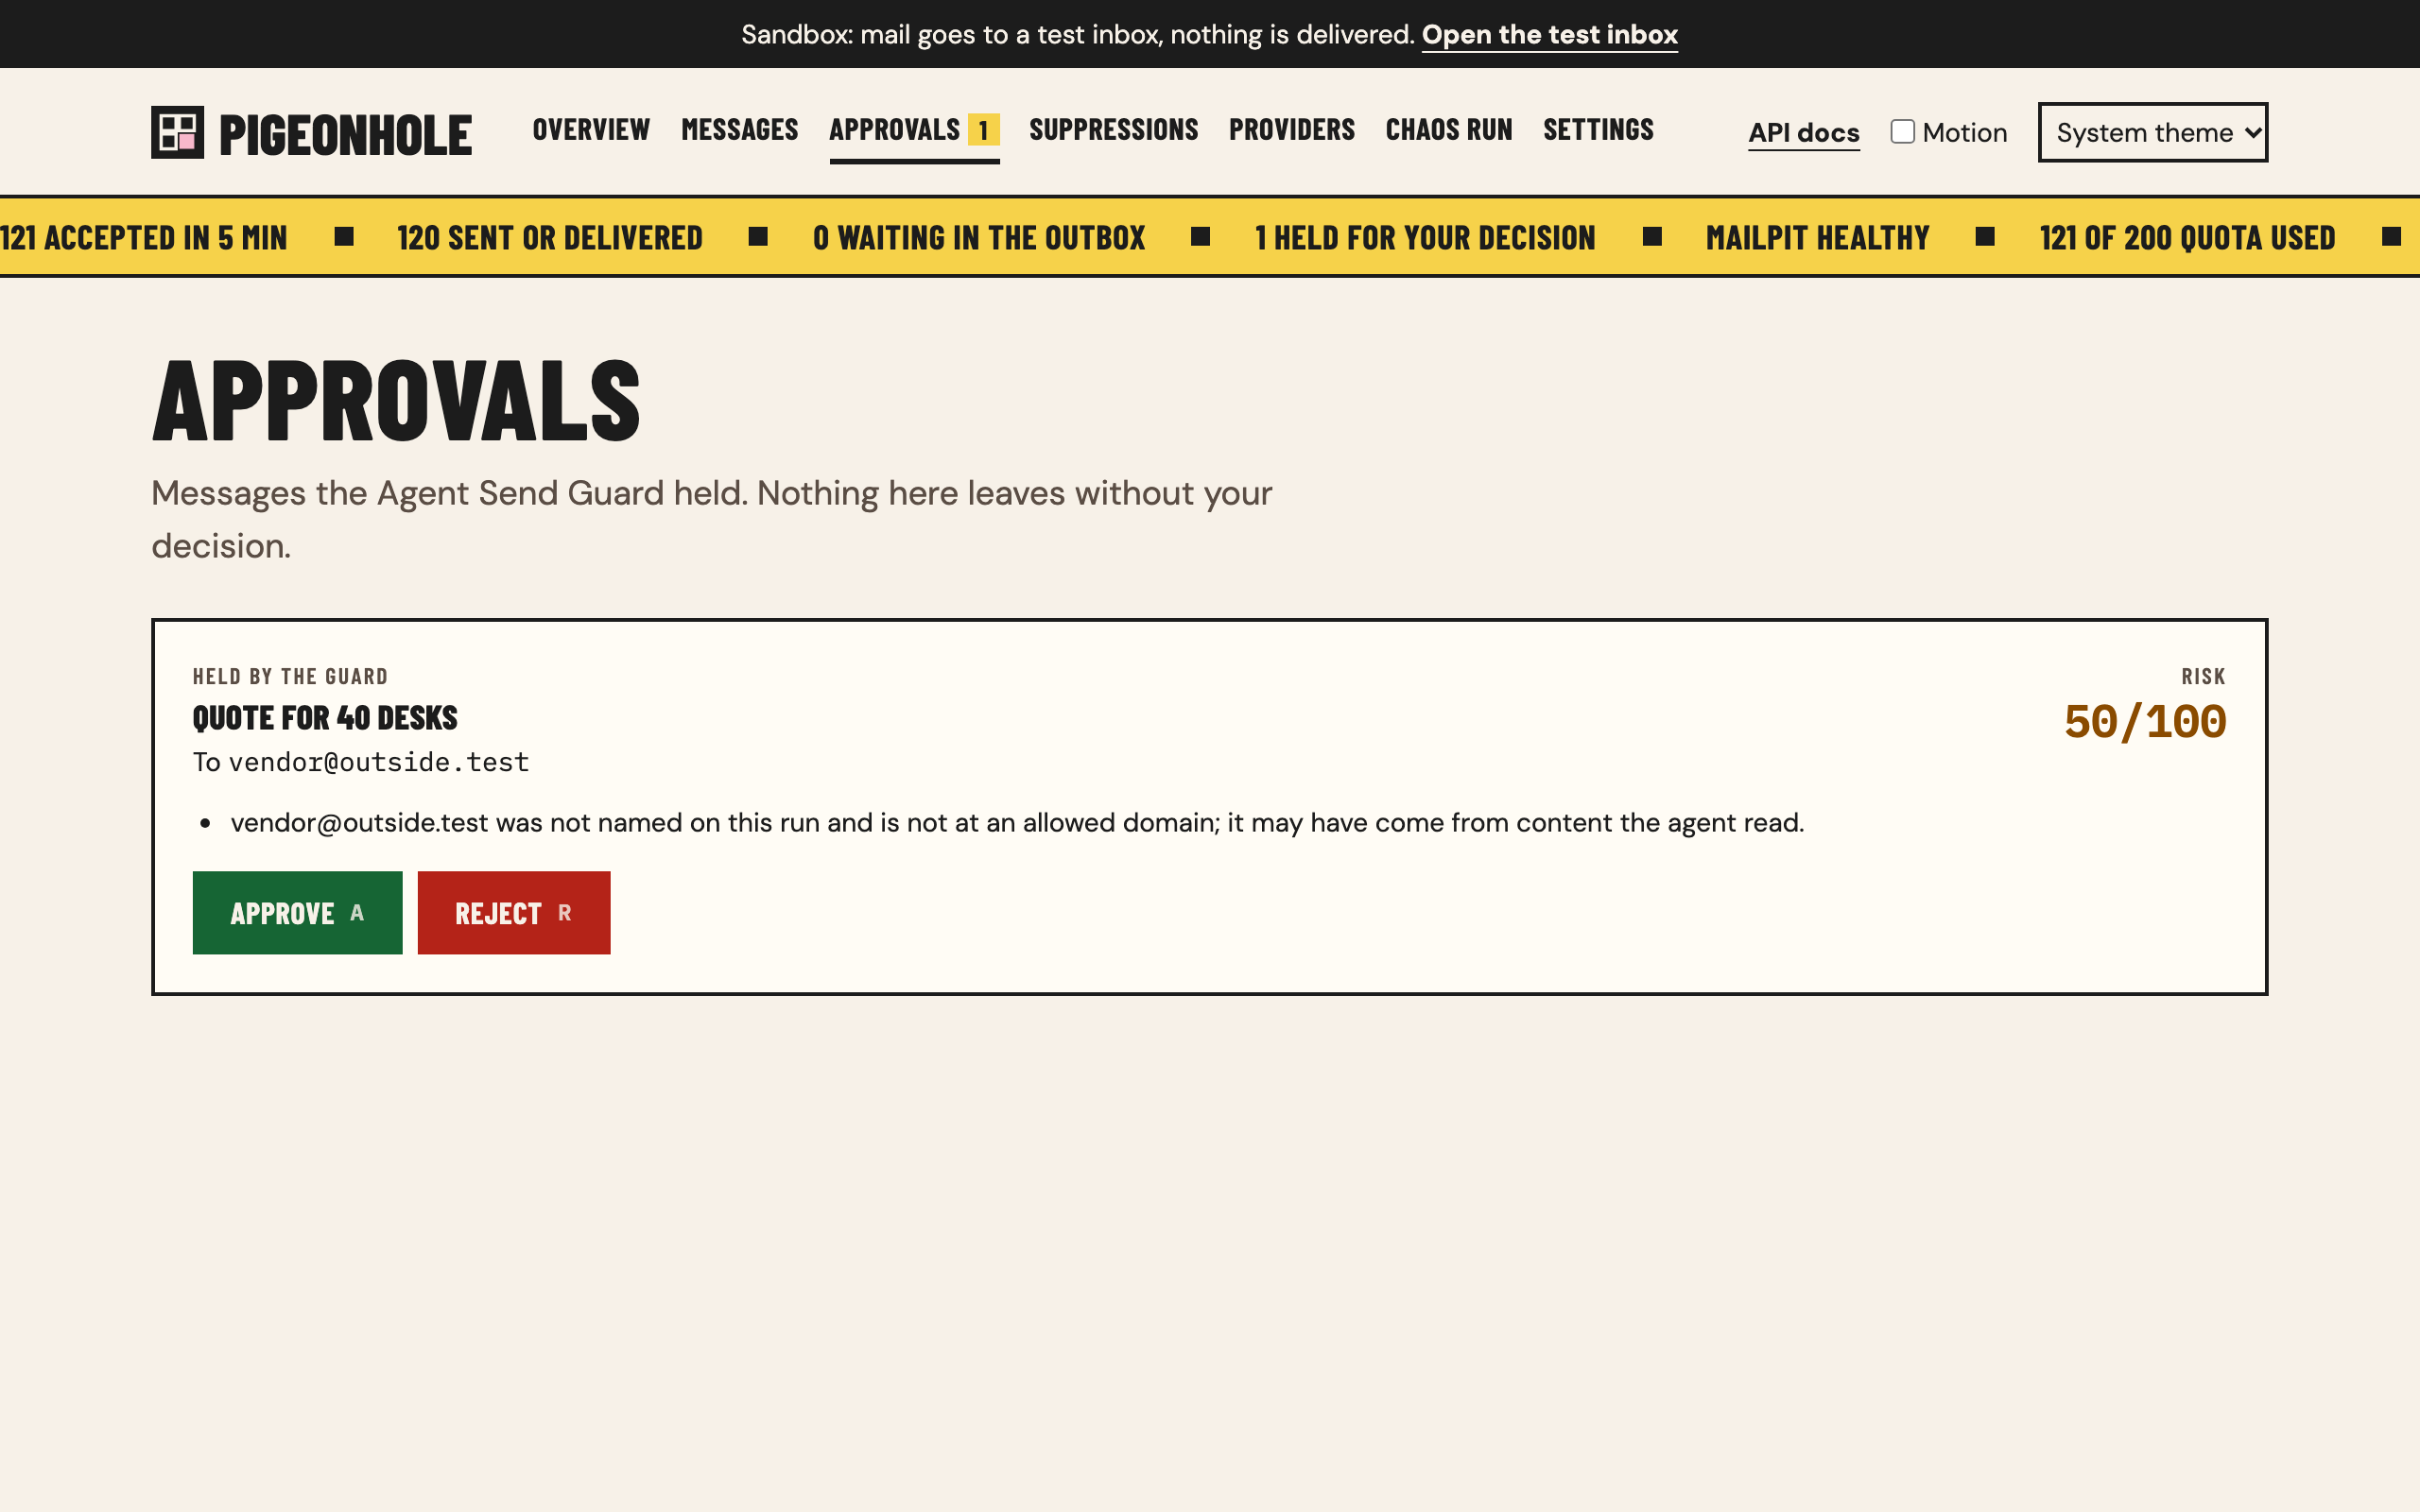 Sandbox: mail goes to a test inbox, nothing is delivered. Open the test inbox
PIGEONHOLE
OVERVIEW MESSAGES APPROVALS 1 SUPPRESSIONS PROVIDERS CHAOS RUN SETTINGS
API docs Motion System theme
121 ACCEPTED IN 5 MIN 120 SENT OR DELIVERED 0 WAITING IN THE OUTBOX 1 HELD FOR YOUR DECISION MAILPIT HEALTHY 121 OF 200 QUOTA USED
APPROVALS
Messages the Agent Send Guard held. Nothing here leaves without your
decision.
HELD BY THE GUARD
RISK
QUOTE FOR 40 DESKS
50/100
To vendor@outside.test
vendor@outside.test was not named on this run and is not at an allowed domain; it may have come from content the agent read.
APPROVE A
REJECT R